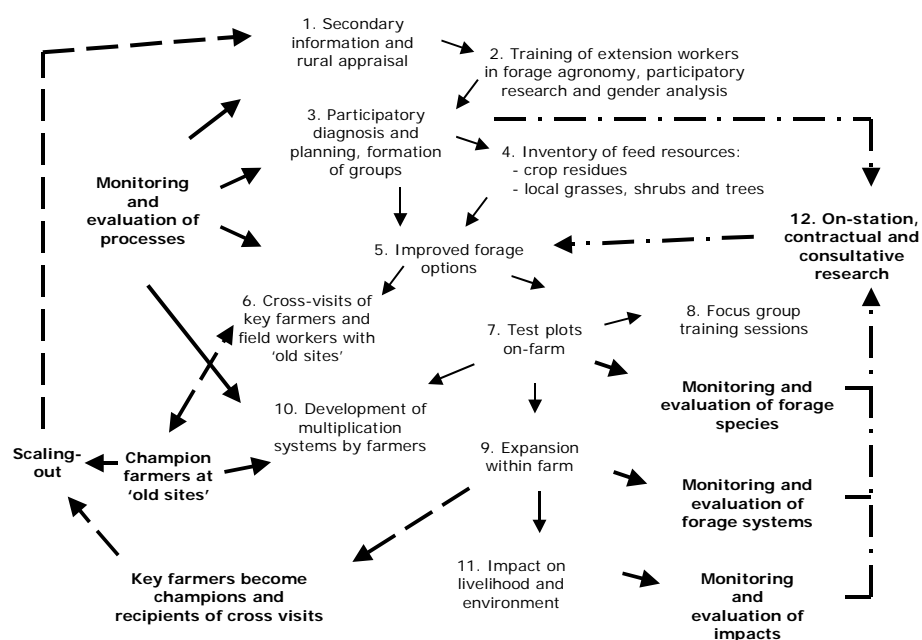 1. Secondary
information and
rural appraisal
2. Training of extension workers
in forage agronomy, participatory
research and gender analysis
3. Participatory
diagnosis and
planning, formation
of groups
4. Inventory of feed resources:
- crop residues
- local grasses, shrubs and trees
Monitoring
and
evaluation of
processes
12. On-station,
contractual and
consultative
research
5. Improved forage
options
6. Cross-visits of
key farmers and
field workers with
‘old sites’
7. Test plots
on-farm
8. Focus group
training sessions
Monitoring and
evaluation of forage
species
10. Development of
multiplication
systems by farmers
Scaling-
out
Champion
farmers at
‘old sites’
9. Expansion
within farm
Monitoring and
evaluation of
forage systems
11. Impact on
livelihood and
environment
Key farmers become
champions and
recipients of cross visits
Monitoring
and
evaluation of
impacts